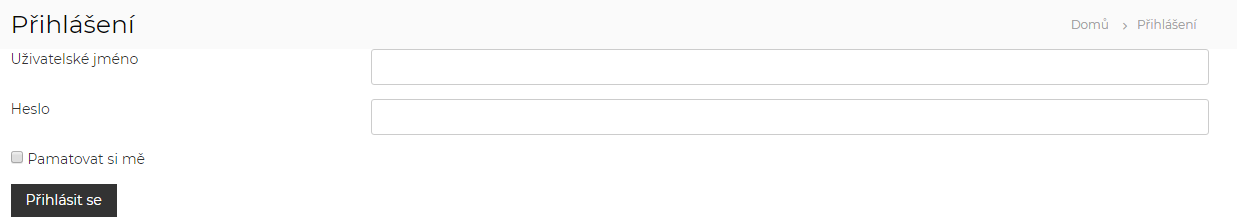 Přihlášení
Domů › Přihlášení
Uživatelské jméno
Heslo
Pamatovat si mě
Přihlásit se